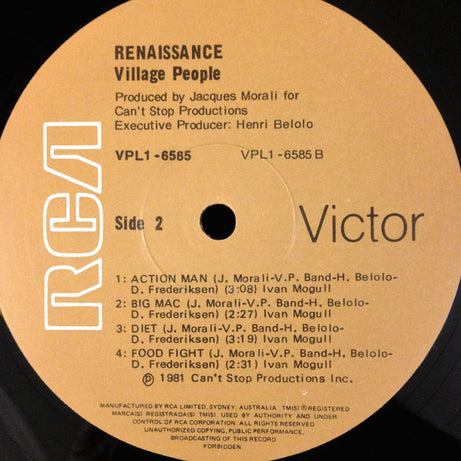 RENAISSANCE
Village People
Produced by Jacques Morali for
Can't Stop Productions
Executive Producer: Henri Belolo
VPL1-6585 VPL1-6585B
RCA
Side 2
Victor
1: ACTION MAN (J. Morali-V.P. Band-H. Belolo-
D. Frederiksen) (3:08) Ivan Mogull
2: BIG MAC (J. Morali-V.P. Band-H. Belolo-
D. Frederiksen) (2:27) Ivan Mogull
3: DIET (J. Morali-V.P. Band-H. Belolo-
D. Frederiksen) (3:19) Ivan Mogull
4: FOOD FIGHT (J. Morali-V.P. Band-H. Belolo-
D. Frederiksen) (2:31) Ivan Mogull
℗ 1981 Can't Stop Productions Inc.
MANUFACTURED BY RCA LIMITED, SYDNEY, AUSTRALIA TM(S)®REGISTERED
MARCA(S) REGISTRADA(S) TM(S) USED BY AUTHORITY AND UNDER
CONTROL OF RCA CORPORATION ALL RIGHTS RESERVED
UNAUTHORIZED COPYING, PUBLIC PERFORMANCE,
BROADCASTING OF THIS RECORD
FORBIDDEN